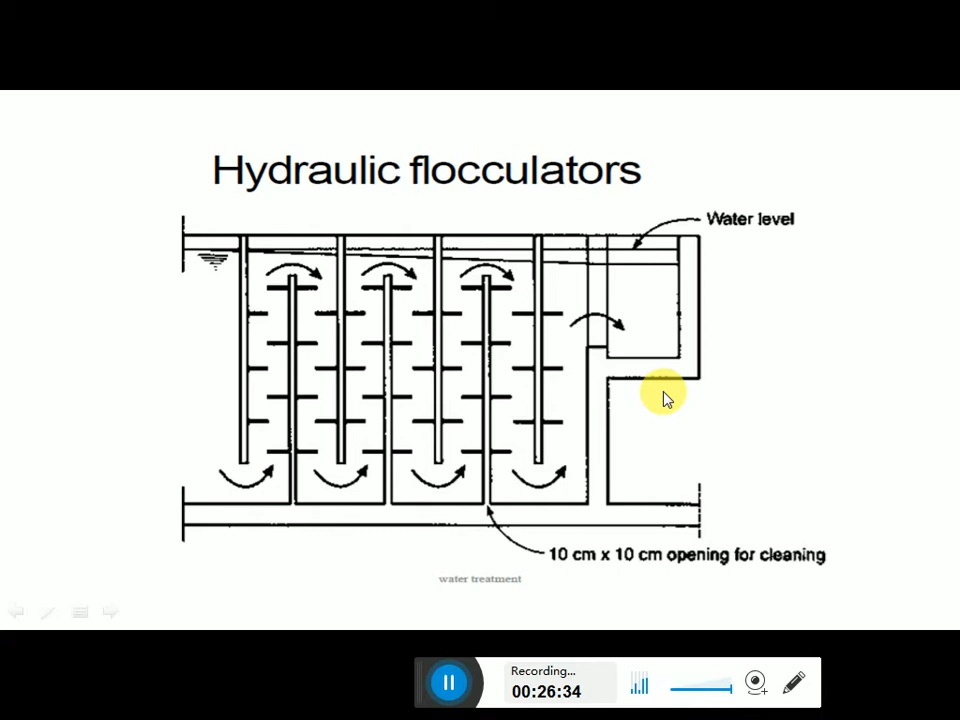 Hydraulic flocculators
Water level
10 cm x 10 cm opening for cleaning
water treatment
Recording...
00:26:34